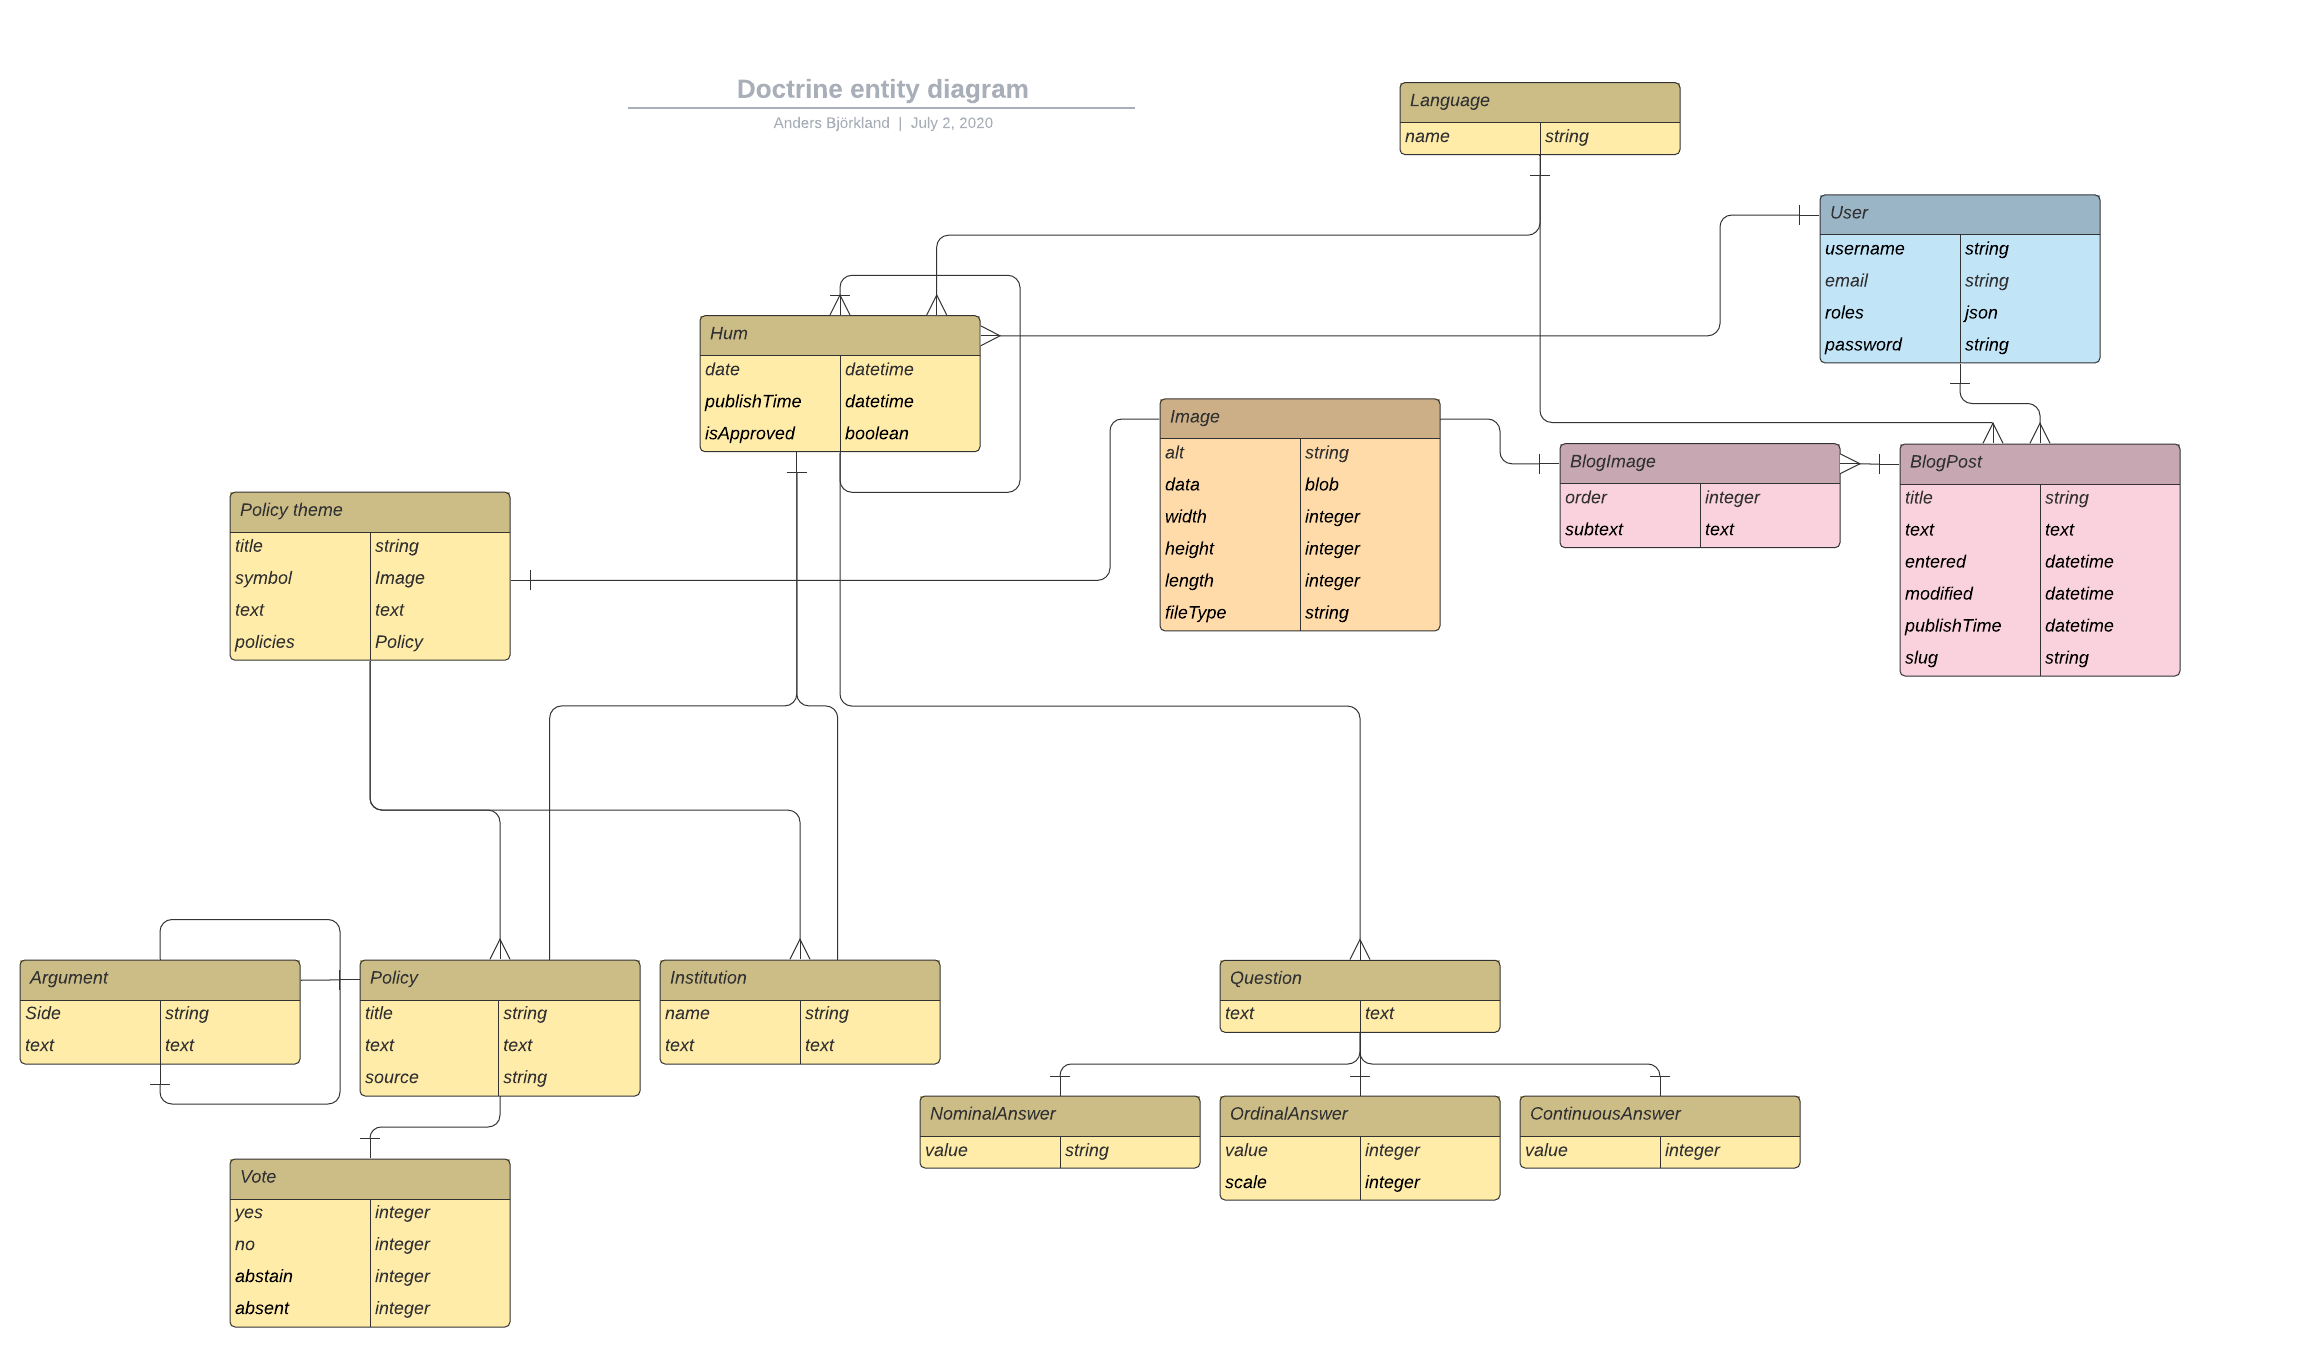 Doctrine entity diagram
Anders Björkland | July 2, 2020
Language
name string
User
username string
email string
roles json
password string
Hum
date datetime
publishTime datetime
isApproved boolean
Image
alt string
data blob
width integer
height integer
length integer
fileType string
BlogImage
order integer
subtext text
BlogPost
title string
text text
entered datetime
modified datetime
publishTime datetime
slug string
Policy theme
title string
symbol Image
text text
policies Policy
Argument
Side string
text text
Policy
title string
text text
source string
Institution
name string
text text
Question
text text
NominalAnswer
value string
OrdinalAnswer
value integer
scale integer
ContinuousAnswer
value integer
Vote
yes integer
no integer
abstain integer
absent integer